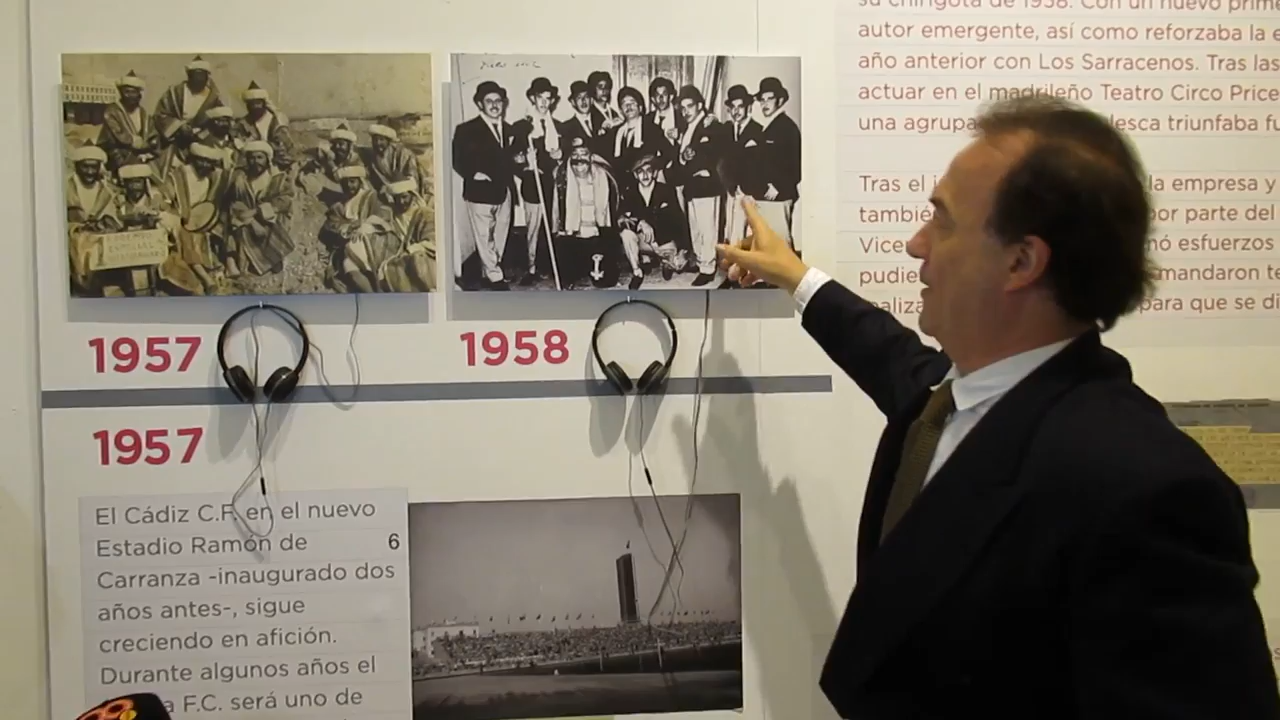 su chirigota de 1958. Con un nuevo prime
autor emergente, así como reforzaba la e
año anterior con Los Sarracenos. Tras las
actuar en el madrileño Teatro Circo Price
una agrupa lesca triunfaba fu
Tras el i la empresa y
tambié por parte del
Vice nó esfuerzos
pudie mandaron te
ealiza para que se di
1957
1958
1957
El Cádiz C.F. en el nuevo
Estadio Ramón de
Carranza -inaugurado dos
años antes-, sigue
creciendo en afición.
Durante algunos años el
a F.C. será uno de
6